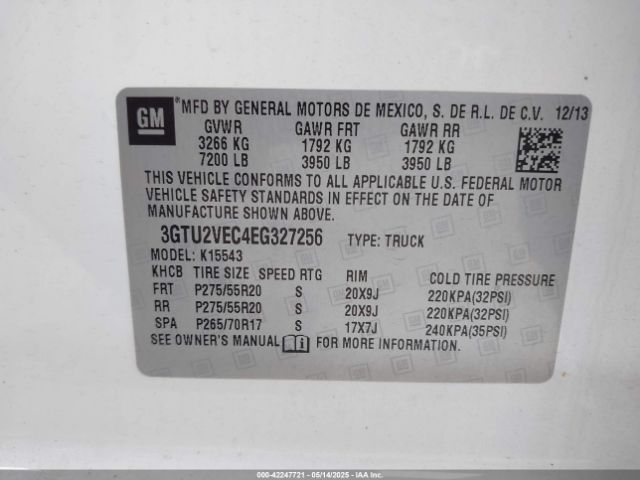 GM ® MFD BY GENERAL MOTORS DE MEXICO, S. DE R.L. DE C.V. 12/13
GVWR GAWR FRT GAWR RR
3266 KG 1792 KG 1792 KG
7200 LB 3950 LB 3950 LB
THIS VEHICLE CONFORMS TO ALL APPLICABLE U.S. FEDERAL MOTOR
VEHICLE SAFETY STANDARDS IN EFFECT ON THE DATE OF
MANUFACTURE SHOWN ABOVE.
3GTU2VEC4EG327256 TYPE: TRUCK
MODEL: K15543
KHCB TIRE SIZE SPEED RTG RIM COLD TIRE PRESSURE
FRT P275/55R20 S 20X9J 220KPA(32PSI)
RR P275/55R20 S 20X9J 220KPA(32PSI)
SPA P265/70R17 S 17X7J 240KPA(35PSI)
SEE OWNER'S MANUAL FOR MORE INFORMATION.
000-42247721 - 05/14/2025 - IAAI.CA